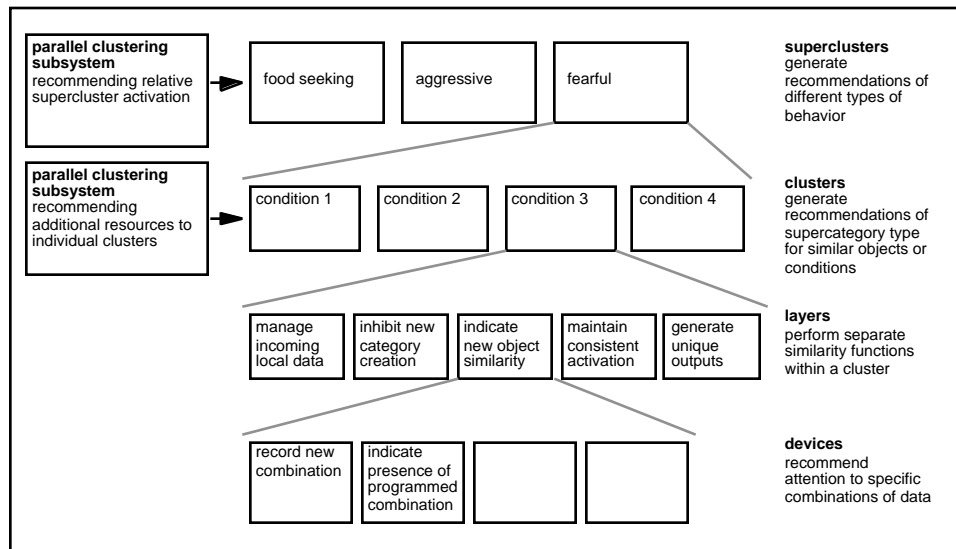 parallel clustering
subsystem
recommending relative
supercluster activation
food seeking
aggressive
fearful
superclusters
generate
recommendations of
different types of
behavior
parallel clustering
subsystem
recommending
additional resources to
individual clusters
condition 1
condition 2
condition 3
condition 4
clusters
generate
recommendations of
supercategory type
for similar objects or
conditions
manage
incoming
local data
inhibit new
category
creation
indicate
new object
similarity
maintain
consistent
activation
generate
unique
outputs
layers
perform separate
similarity functions
within a cluster
record new
combination
indicate
presence of
programmed
combination
devices
recommend
attention to specific
combinations of data